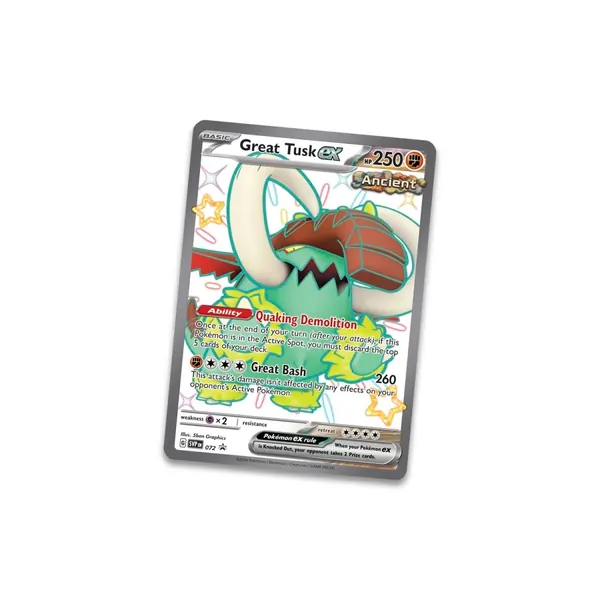 BASIC
Great Tusk ex HP 250
Ancient
Ability Quaking Demolition
Once at the end of your turn (after your attack), if this
Pokémon is in the Active Spot, you must discard the top
5 cards of your deck.
Great Bash 260
This attack's damage isn't affected by any effects on your
opponent's Active Pokémon.
weakness ×2 resistance
retreat
Illus. 5ban Graphics
Pokémon ex rule When your Pokémon ex
is Knocked Out, your opponent takes 2 Prize cards.
G SVP EN 072